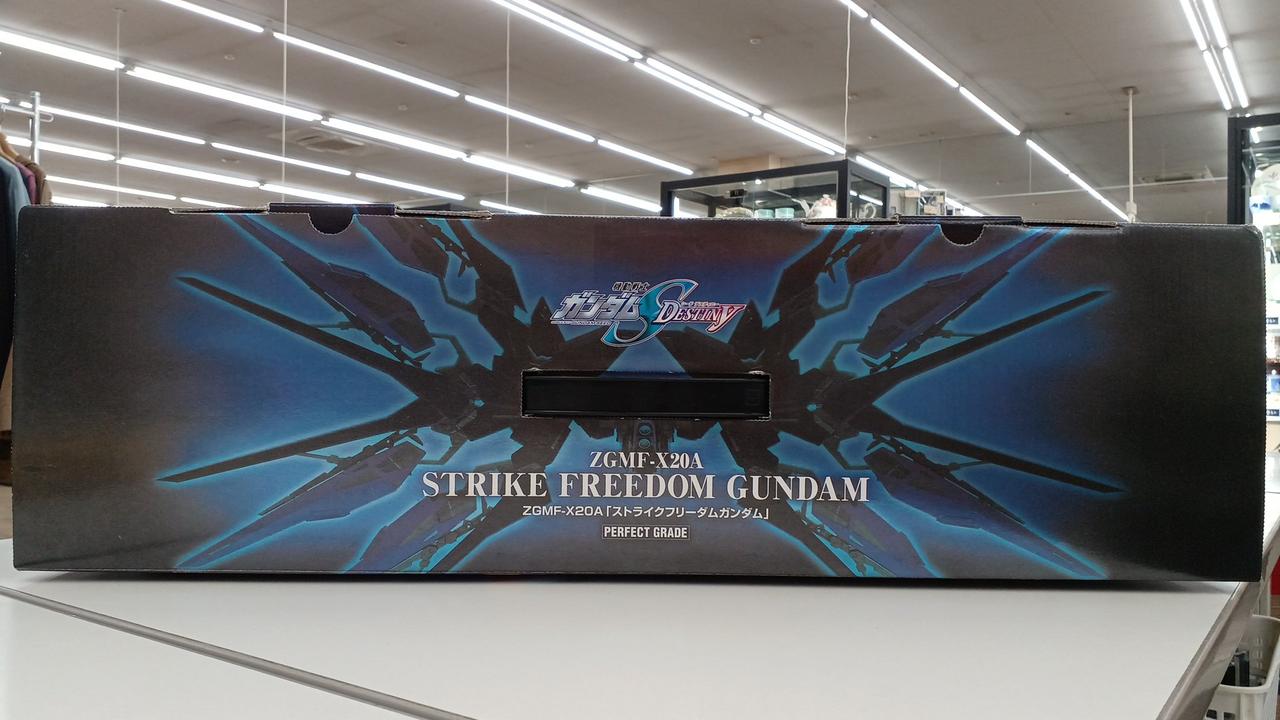 機動戦士
ガンダムSEED DESTINY
ZGMF-X20A
STRIKE FREEDOM GUNDAM
ZGMF-X20A「ストライクフリーダムガンダム」
PERFECT GRADE